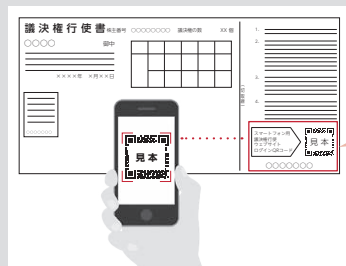 議決権行使書 株主番号 ○○○○○○○○ 議決権の数 XX 個
○○○○ 御中
××××年 ×月××日
○○○○○○○
1.
2.
3.
4.
スマートフォン用
議決権行使
ウェブサイト
ログインQRコード
見本
○○○○○○○
見本